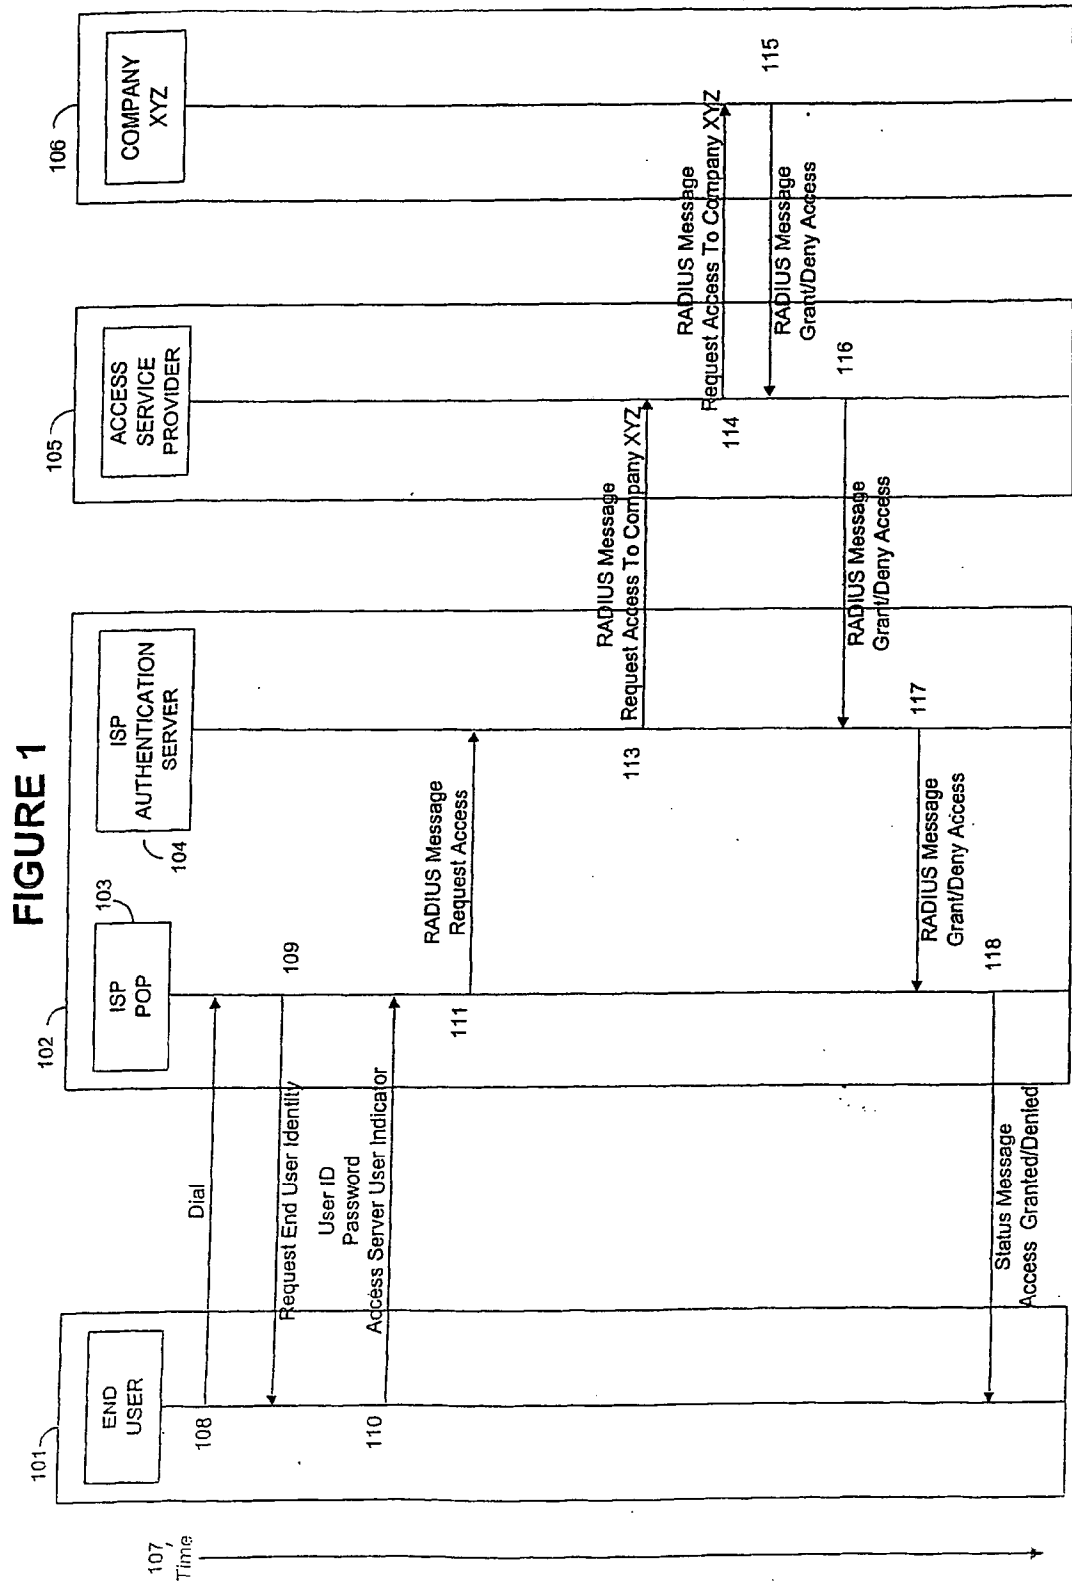 FIGURE 1
107,
Time
101
END
USER
102
103
ISP
POP
104
ISP
AUTHENTICATION
SERVER
105
ACCESS
SERVICE
PROVIDER
106
COMPANY
XYZ
108
Dial
109
Request End User Identity
User ID
Password
Access Server User Indicator
110
111
RADIUS Message
Request Access
113
RADIUS Message
Request Access To Company XYZ
114
RADIUS Message
Request Access To Company XYZ
115
RADIUS Message
Grant/Deny Access
116
RADIUS Message
Grant/Deny Access
117
RADIUS Message
Grant/Deny Access
118
Status Message
Access Granted/Denied